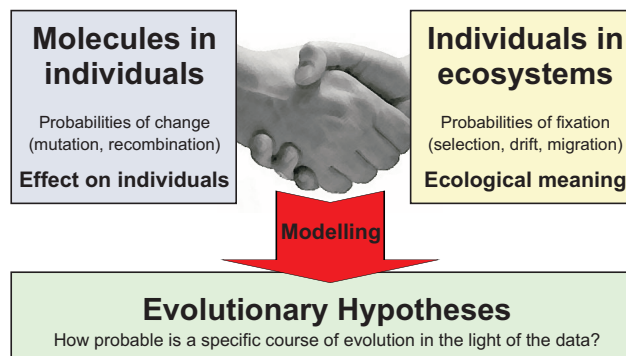 Molecules in
individuals
Probabilities of change
(mutation, recombination)
Effect on individuals
Individuals in
ecosystems
Probabilities of fixation
(selection, drift, migration)
Ecological meaning
Modelling
Evolutionary Hypotheses
How probable is a specific course of evolution in the light of the data?